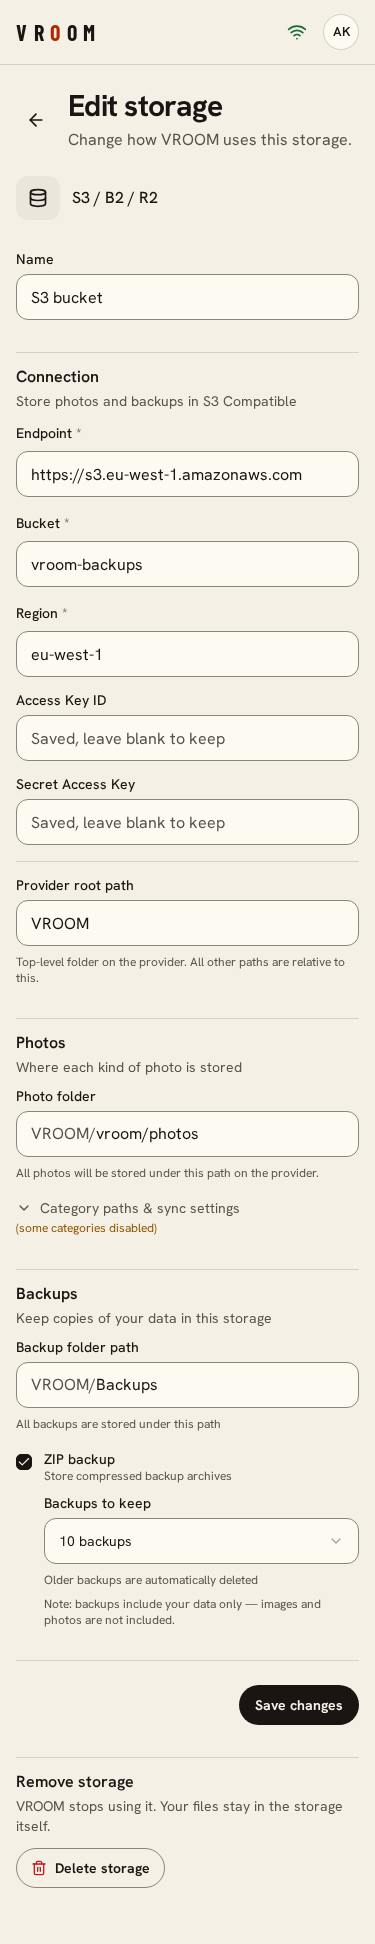 VROOM
AK
Edit storage
Change how VROOM uses this storage.
S3 / B2 / R2
Name
S3 bucket
Connection
Store photos and backups in S3 Compatible
Endpoint *
https://s3.eu-west-1.amazonaws.com
Bucket *
vroom-backups
Region *
eu-west-1
Access Key ID
Saved, leave blank to keep
Secret Access Key
Saved, leave blank to keep
Provider root path
VROOM
Top-level folder on the provider. All other paths are relative to
this.
Photos
Where each kind of photo is stored
Photo folder
VROOM/vroom/photos
All photos will be stored under this path on the provider.
Category paths & sync settings
(some categories disabled)
Backups
Keep copies of your data in this storage
Backup folder path
VROOM/Backups
All backups are stored under this path
ZIP backup
Store compressed backup archives
Backups to keep
10 backups
Older backups are automatically deleted
Note: backups include your data only — images and
photos are not included.
Save changes
Remove storage
VROOM stops using it. Your files stay in the storage
itself.
Delete storage